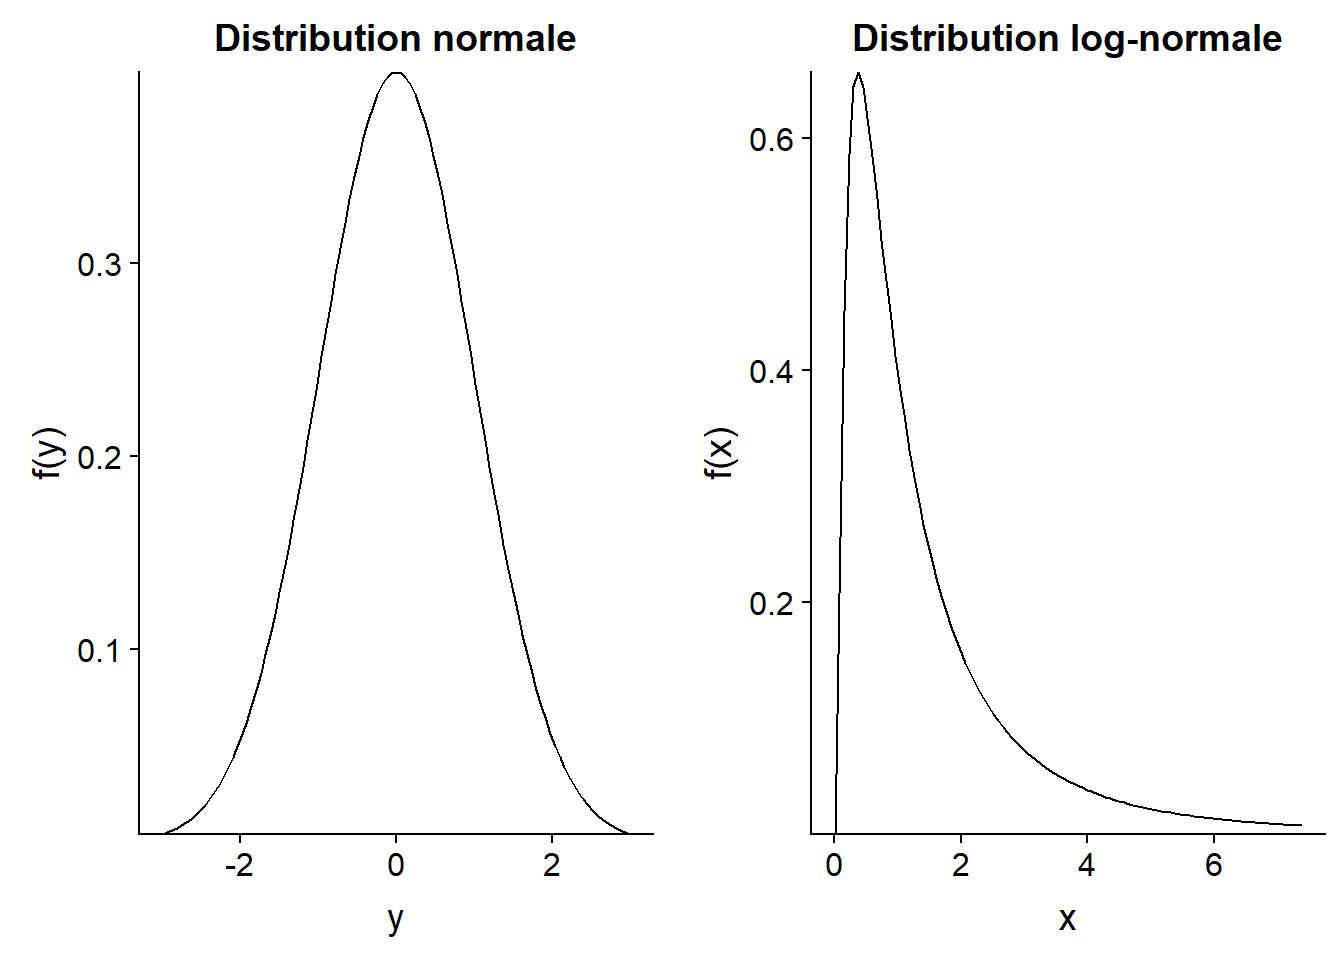 Distribution normale
f(y)
0.3
0.2
0.1
-2 0 2
y
Distribution log-normale
f(x)
0.6
0.4
0.2
0 2 4 6
x